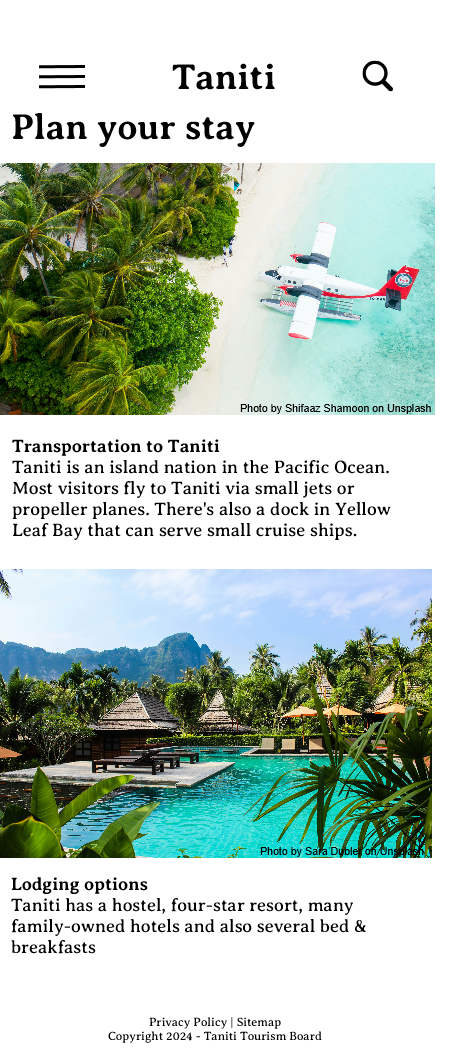 Taniti
Plan your stay
Photo by Shifaaz Shamoon on Unsplash
Transportation to Taniti
Taniti is an island nation in the Pacific Ocean.
Most visitors fly to Taniti via small jets or
propeller planes. There's also a dock in Yellow
Leaf Bay that can serve small cruise ships.
Photo by Sara Dubler on Unsplash
Lodging options
Taniti has a hostel, four-star resort, many
family-owned hotels and also several bed &
breakfasts
Privacy Policy | Sitemap
Copyright 2024 - Taniti Tourism Board